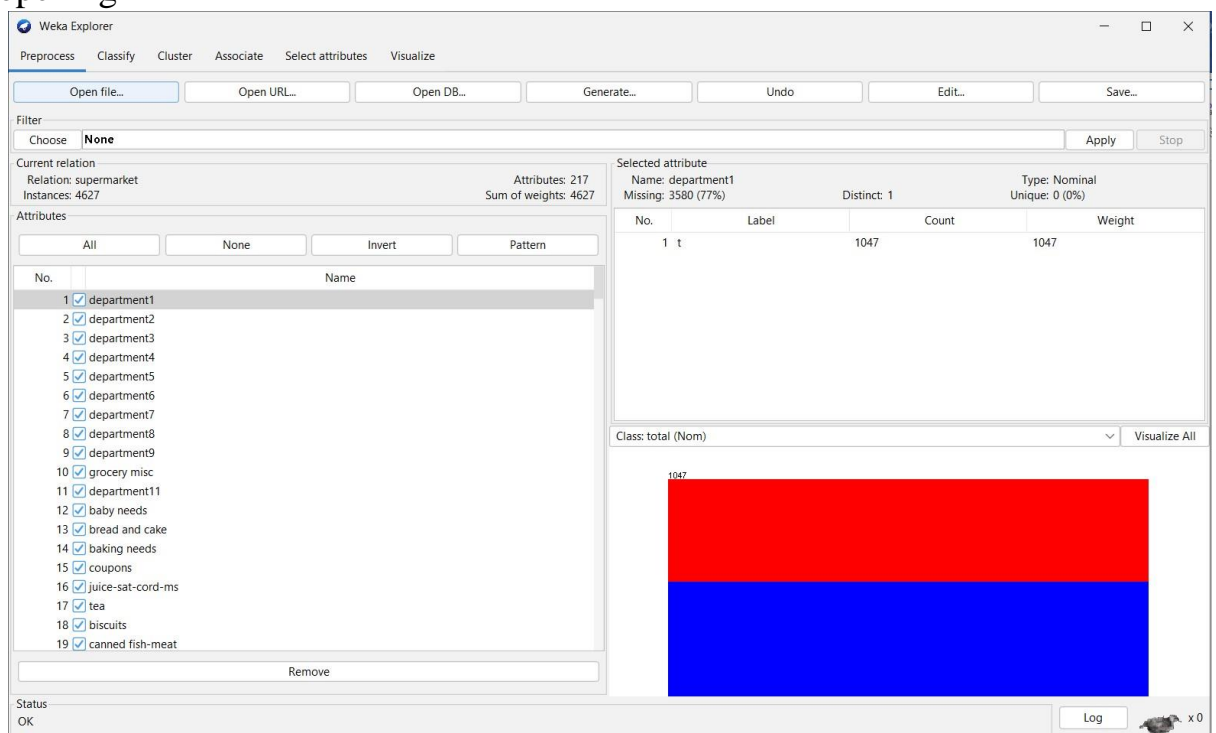 Weka Explorer
Preprocess Classify Cluster Associate Select attributes Visualize
Open file... Open URL... Open DB... Generate... Undo Edit... Save...
Filter
Choose None Apply Stop
Current relation
Relation: supermarket Attributes: 217
Instances: 4627 Sum of weights: 4627
Attributes
All None Invert Pattern
No. Name
1 department1
2 department2
3 department3
4 department4
5 department5
6 department6
7 department7
8 department8
9 department9
10 grocery misc
11 department11
12 baby needs
13 bread and cake
14 baking needs
15 coupons
16 juice-sat-cord-ms
17 tea
18 biscuits
19 canned fish-meat
Remove
Selected attribute
Name: department1 Type: Nominal
Missing: 3580 (77%) Distinct: 1 Unique: 0 (0%)
No. Label Count Weight
1 t 1047 1047
Class: total (Nom) Visualize All
1047
Status
OK
Log x 0